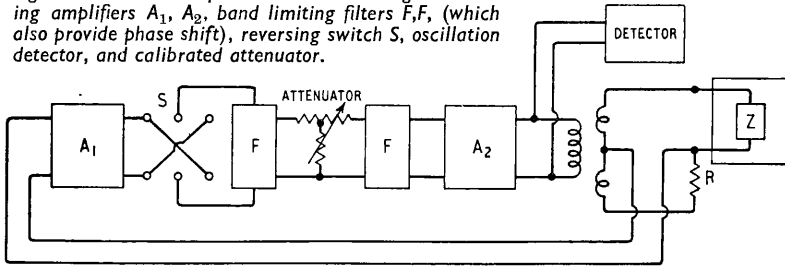 ing amplifiers A₁, A₂, band limiting filters F,F, (which
also provide phase shift), reversing switch S, oscillation
detector, and calibrated attenuator.
DETECTOR
S
ATTENUATOR
A₁
F
F
A₂
Z
R